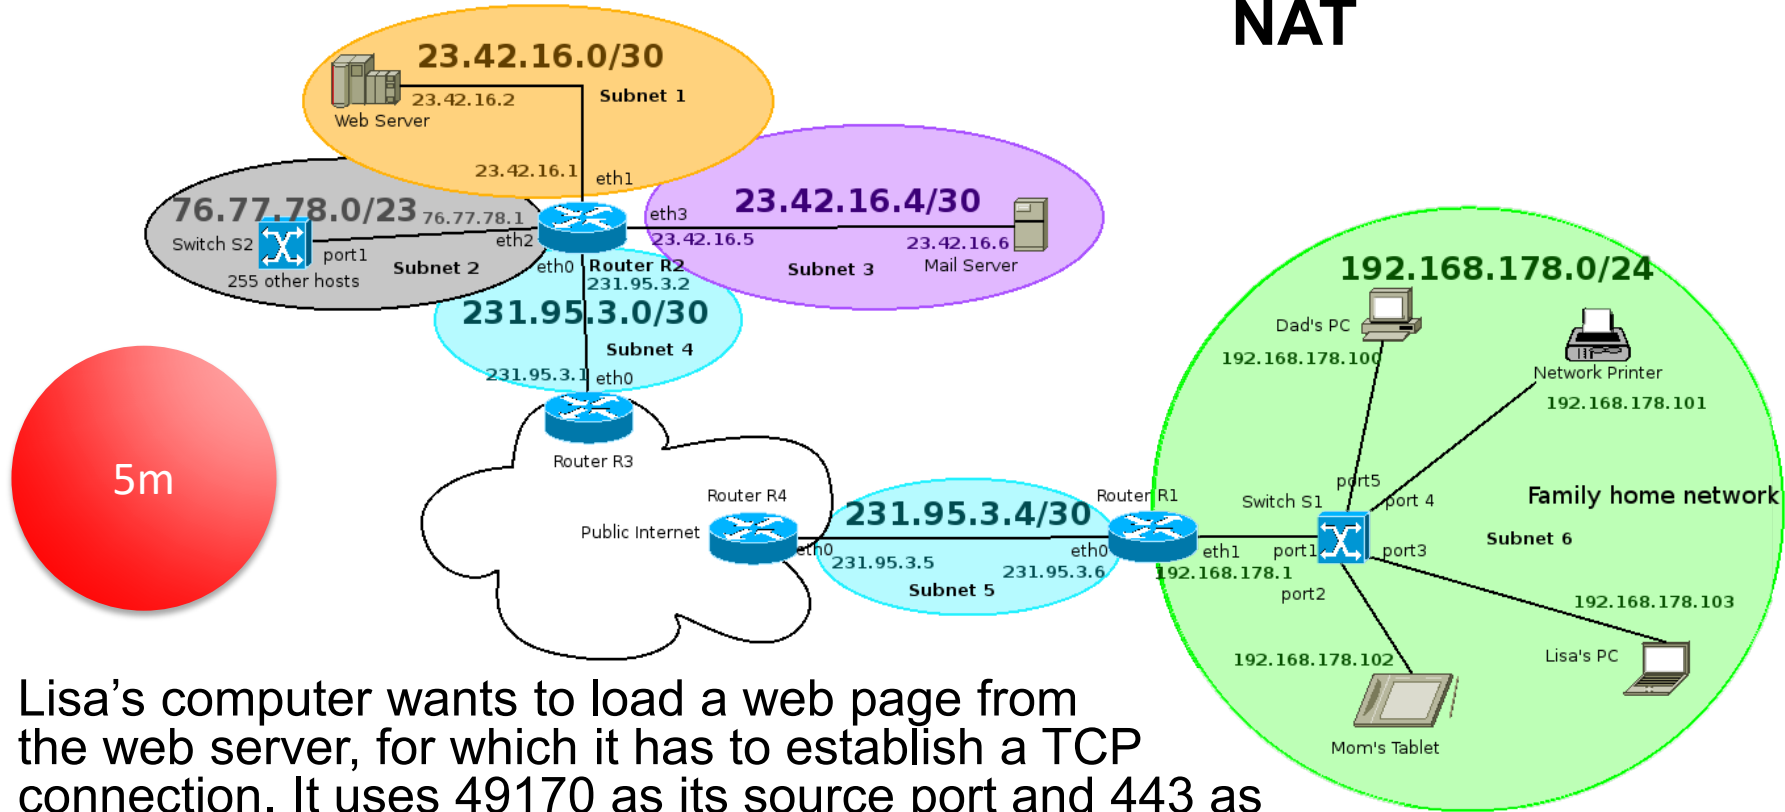 NAT
23.42.16.0/30
23.42.16.2
Subnet 1
Web Server
23.42.16.1
eth1
76.77.78.0/23
76.77.78.1
Switch S2
port1
eth2
Subnet 2
255 other hosts
eth3
23.42.16.4/30
23.42.16.5
23.42.16.6
Subnet 3
Mail Server
eth0
Router R2
231.95.3.2
231.95.3.0/30
Subnet 4
231.95.3.1
eth0
Router R3
5m
Router R4
Public Internet
eth0
231.95.3.4/30
231.95.3.5
231.95.3.6
Subnet 5
Router R1
eth0
eth1
192.168.178.1
192.168.178.0/24
Dad's PC
192.168.178.100
Network Printer
192.168.178.101
port5
port 4
Switch S1
Family home network
Subnet 6
port1
port3
port2
192.168.178.103
Lisa's PC
192.168.178.102
Mom's Tablet
Lisa’s computer wants to load a web page from
the web server, for which it has to establish a TCP
connection. It uses 49170 as its source port and 443 as